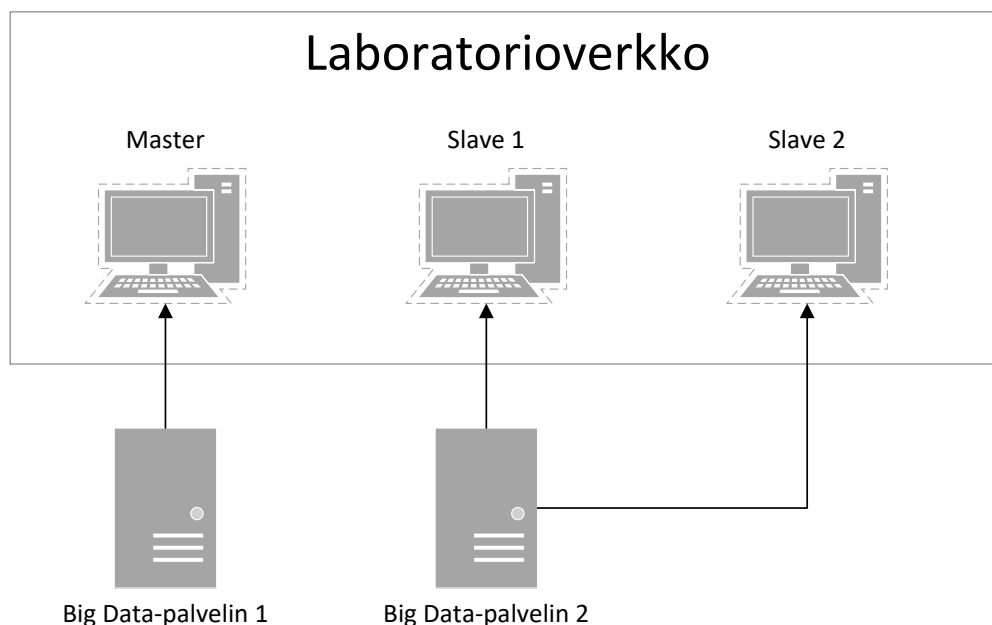 Laboratorioverkko
Master
Slave 1
Slave 2
Big Data-palvelin 1
Big Data-palvelin 2